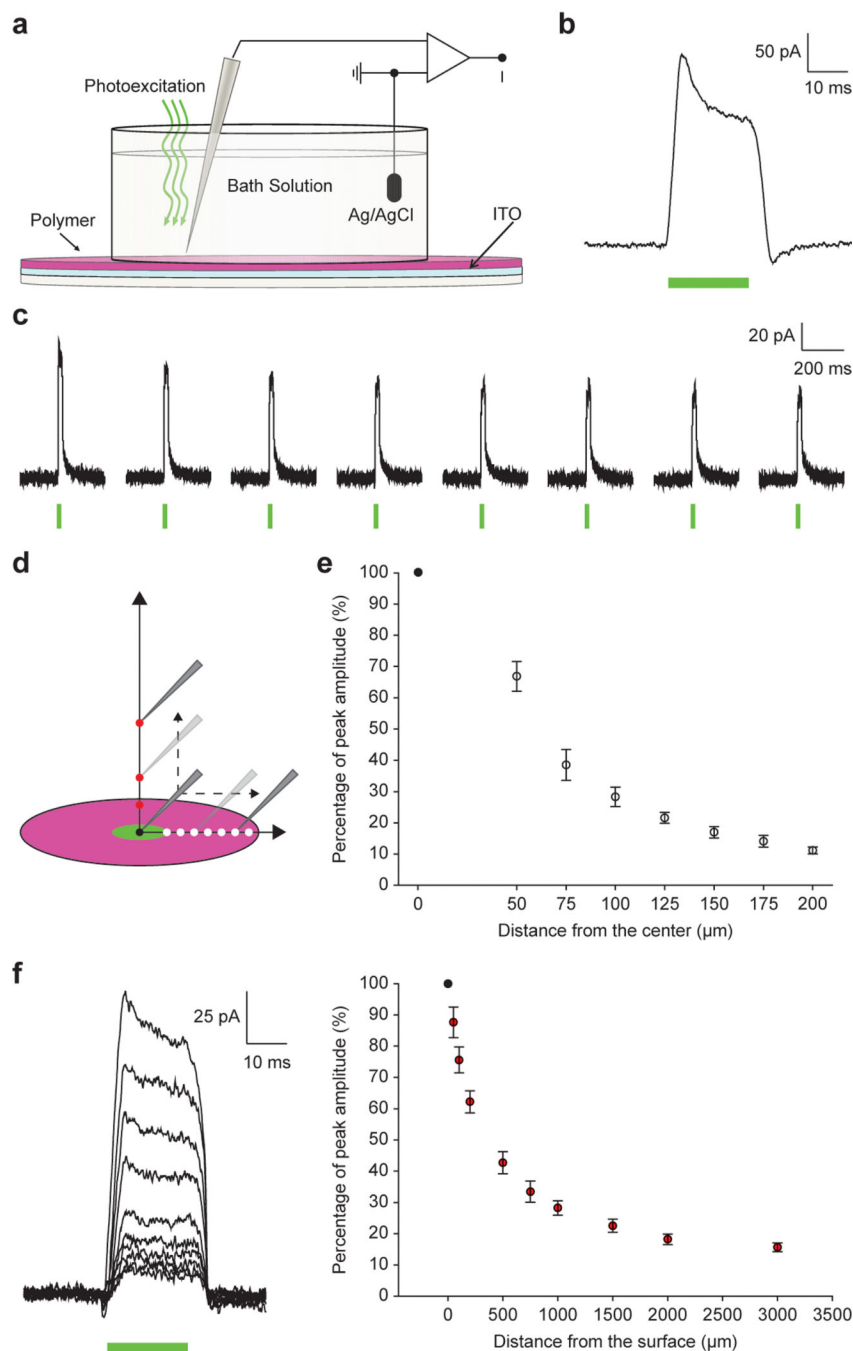 a
Photoexcitation
I
Bath Solution
Polymer
Ag/AgCl
ITO
b
50 pA
10 ms
c
20 pA
200 ms
d
e
Percentage of peak amplitude (%)
100
90
80
70
60
50
40
30
20
10
0
0 50 75 100 125 150 175 200
Distance from the center (µm)
f
25 pA
10 ms
Percentage of peak amplitude (%)
100
90
80
70
60
50
40
30
20
10
0
0 500 1000 1500 2000 2500 3000 3500
Distance from the surface (µm)